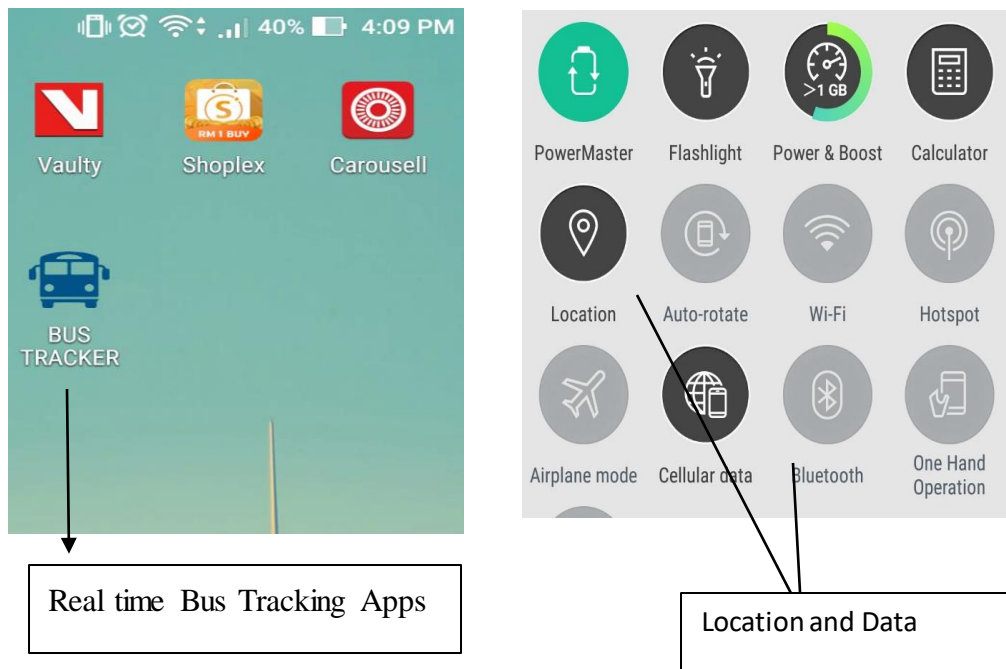 40% 4:09 PM
RM 1 BUY
Vaulty Shoplex Carousell
BUS
TRACKER
Real time Bus Tracking Apps
>1 GB
PowerMaster Flashlight Power & Boost Calculator
Location Auto-rotate Wi-Fi Hotspot
Airplane mode Cellular data Bluetooth One Hand
Operation
Location and Data